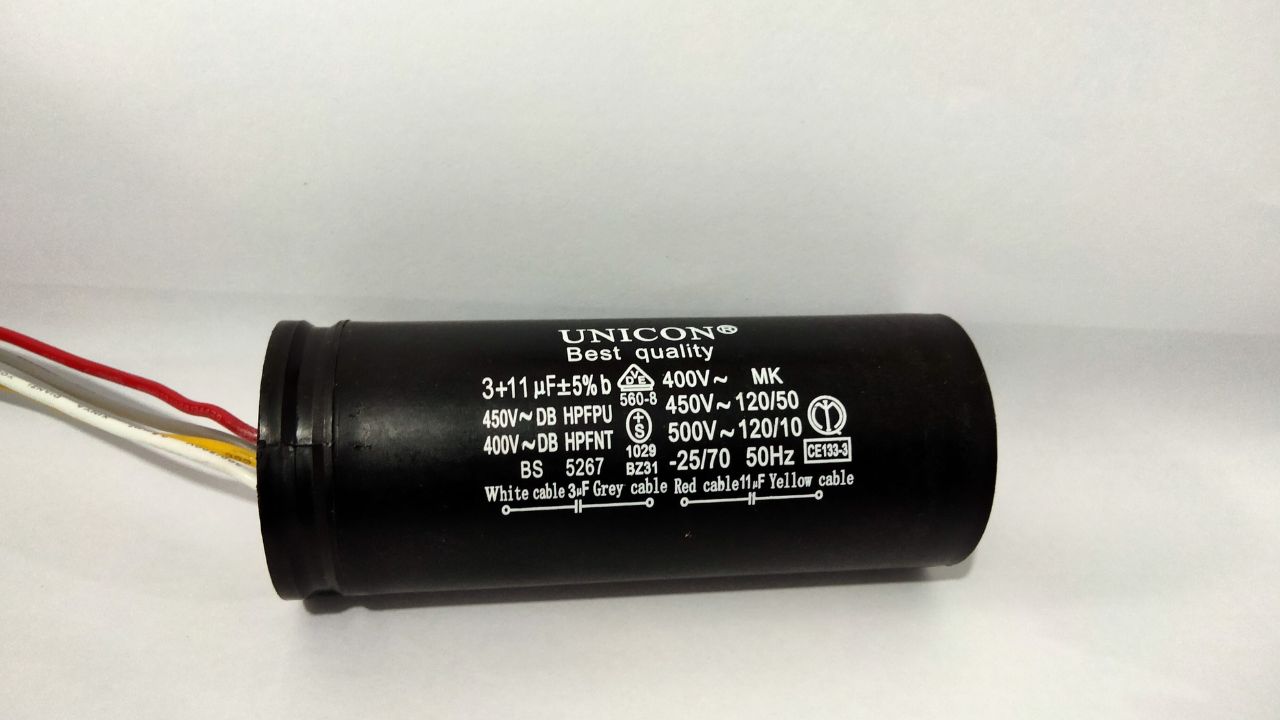 UNICON®
Best quality
3+11 µF±5% b
450V~DB HPFPU
400V~DB HPFNT
BS 5267
VDE
560-8
S
1029
BZ31
400V~ MK
450V~120/50
500V~120/10
-25/70 50Hz
CE133-3
White cable 3µF Grey cable Red cable 11µF Yellow cable